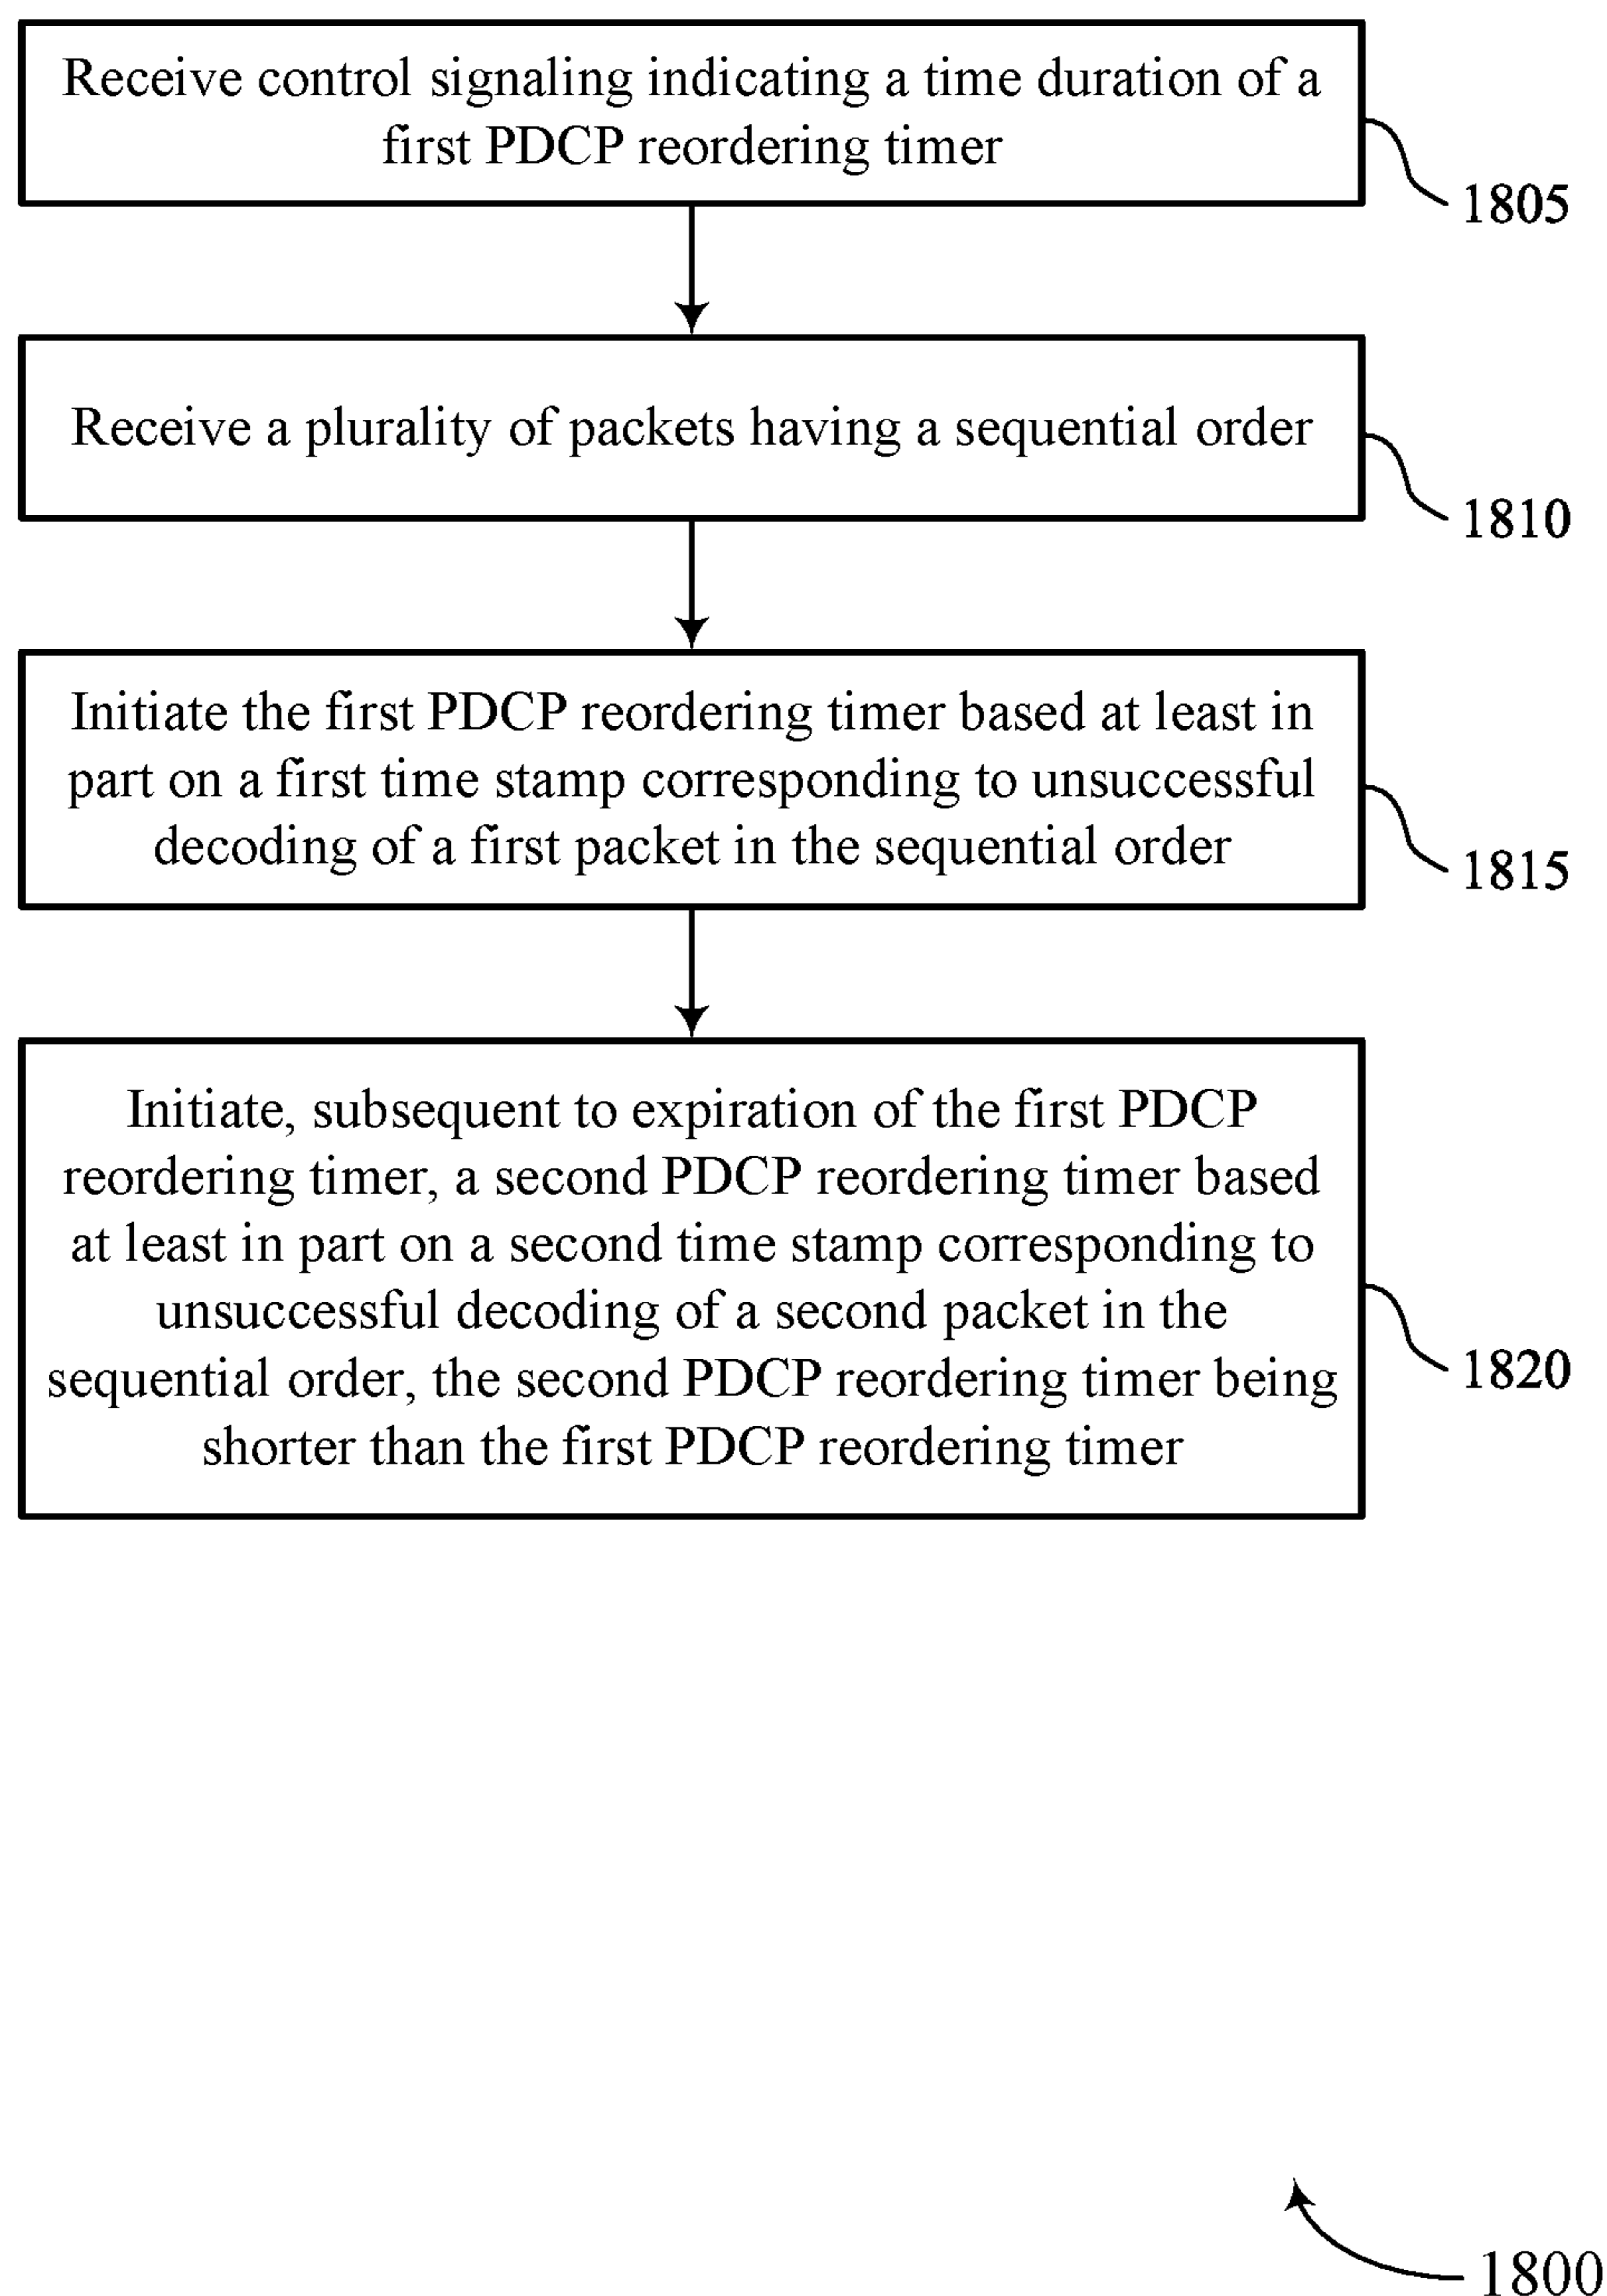 Receive control signaling indicating a time duration of a
first PDCP reordering timer
1805
Receive a plurality of packets having a sequential order
1810
Initiate the first PDCP reordering timer based at least in
part on a first time stamp corresponding to unsuccessful
decoding of a first packet in the sequential order
1815
Initiate, subsequent to expiration of the first PDCP
reordering timer, a second PDCP reordering timer based
at least in part on a second time stamp corresponding to
unsuccessful decoding of a second packet in the
sequential order, the second PDCP reordering timer being
shorter than the first PDCP reordering timer
1820
1800